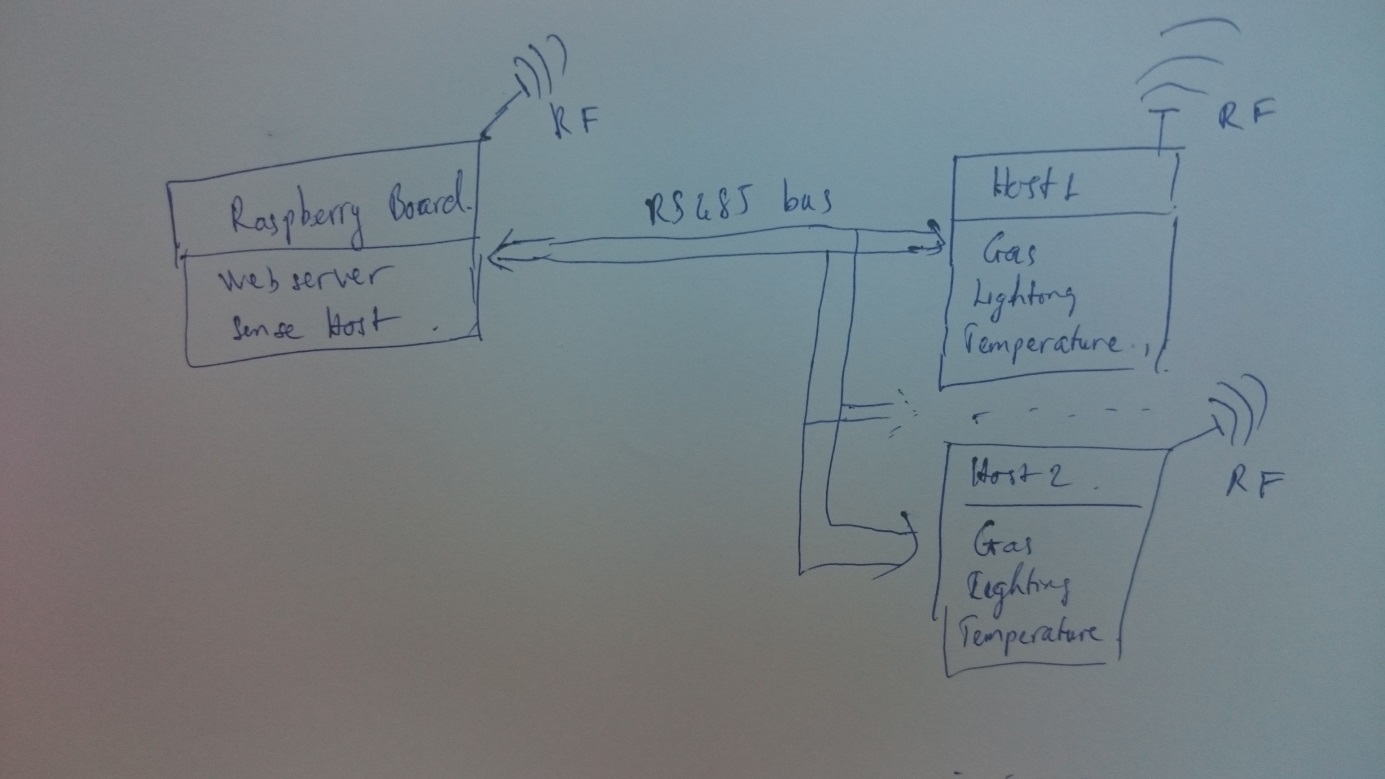 RF
RF
Raspberry Board.
Web server
Sense Host
RS485 bus
Host 1
Gas
Lighting
Temperature
RF
Host 2
Gas
Lighting
Temperature